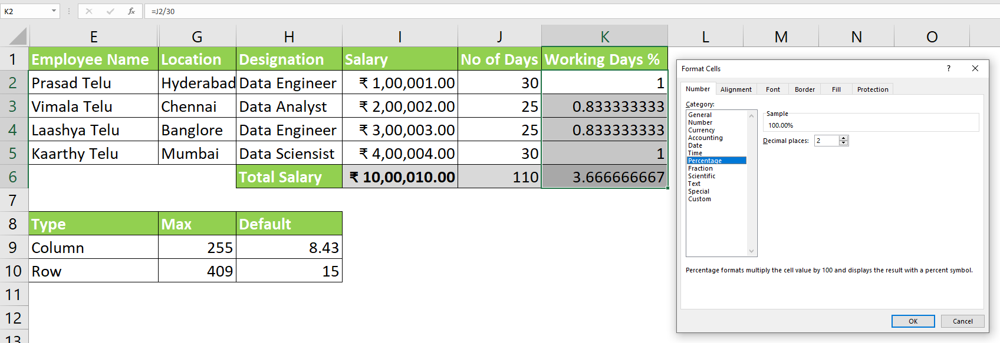 K2 fx =J2/30
E G H I J K L M N O
1 Employee Name Location Designation Salary No of Days Working Days %
2 Prasad Telu Hyderabad Data Engineer ₹ 1,00,001.00 30 1
3 Vimala Telu Chennai Data Analyst ₹ 2,00,002.00 25 0.833333333
4 Laashya Telu Banglore Data Engineer ₹ 3,00,003.00 25 0.833333333
5 Kaarthy Telu Mumbai Data Sciensist ₹ 4,00,004.00 30 1
6 Total Salary ₹ 10,00,010.00 110 3.666666667
7
8 Type Max Default
9 Column 255 8.43
10 Row 409 15
11
12
13
Format Cells ?
Number Alignment Font Border Fill Protection
Category:
General
Number
Currency
Accounting
Date
Time
Percentage
Fraction
Scientific
Text
Special
Custom
Sample
100.00%
Decimal places: 2
Percentage formats multiply the cell value by 100 and displays the result with a percent symbol.
OK Cancel